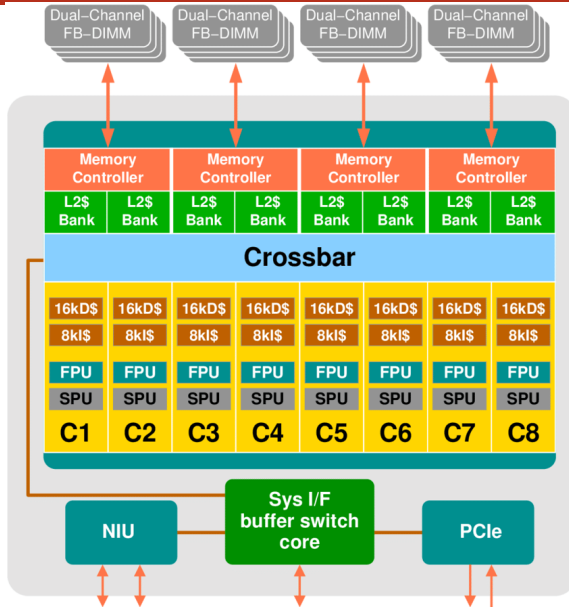 Dual-Channel
FB-DIMM
Dual-Channel
FB-DIMM
Dual-Channel
FB-DIMM
Dual-Channel
FB-DIMM
Memory
Controller
Memory
Controller
Memory
Controller
Memory
Controller
L2$
Bank
L2$
Bank
L2$
Bank
L2$
Bank
L2$
Bank
L2$
Bank
L2$
Bank
L2$
Bank
Crossbar
16kD$ 16kD$ 16kD$ 16kD$ 16kD$ 16kD$ 16kD$ 16kD$
8kI$ 8kI$ 8kI$ 8kI$ 8kI$ 8kI$ 8kI$ 8kI$
FPU FPU FPU FPU FPU FPU FPU FPU
SPU SPU SPU SPU SPU SPU SPU SPU
C1 C2 C3 C4 C5 C6 C7 C8
NIU
Sys I/F
buffer switch
core
PCIe